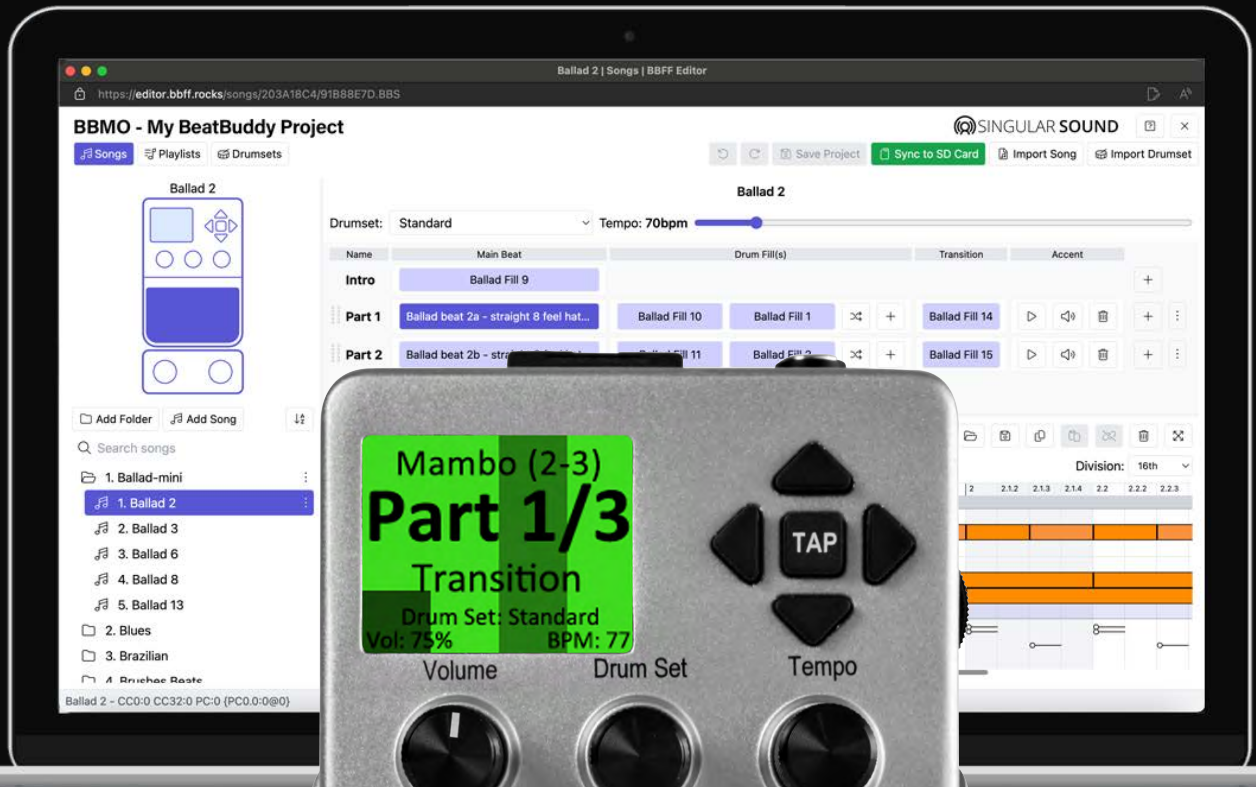 Ballad 2 | Songs | BBFF Editor
https://editor.bbff.rocks/songs/203A18C4/91B88E7D.BBS
BBMO - My BeatBuddy Project
SINGULAR SOUND
Songs Playlists Drumsets
Save Project Sync to SD Card Import Song Import Drumset
Ballad 2
Ballad 2
Drumset: Standard Tempo: 70bpm
Name Main Beat Drum Fill(s) Transition Accent
Intro Ballad Fill 9
Part 1 Ballad beat 2a - straight 8 feel hat... Ballad Fill 10 Ballad Fill 1 Ballad Fill 14
Part 2 Ballad beat 2b - Fill 11 Ballad Fill 2 Ballad Fill 15
Add Folder Add Song
Search songs
Division: 16th
1. Ballad-mini
2 2.1.2 2.1.3 2.1.4 2.2 2.2.2 2.2.3
1. Ballad 2
2. Ballad 3
3. Ballad 6
4. Ballad 8
5. Ballad 13
2. Blues
3. Brazilian
4. Brushes Beats
Ballad 2 - CC0:0 CC32:0 PC:0 {PC0.0:0@0}
Mambo (2-3)
Part 1/3
Transition
Drum Set: Standard
Vol: 75% BPM: 77
TAP
Volume Drum Set Tempo